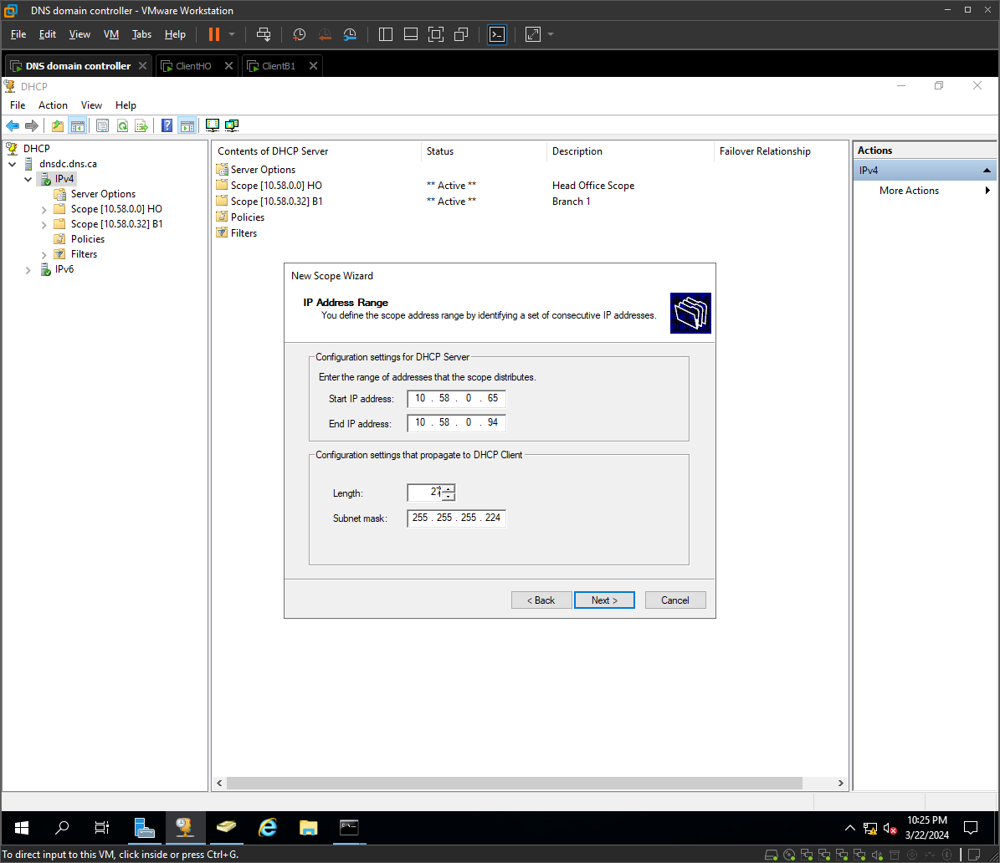 DNS domain controller - VMware Workstation
File Edit View VM Tabs Help
DNS domain controller ClientHO ClientB1
DHCP
File Action View Help
DHCP
dnsdc.dns.ca
IPv4
Server Options
Scope [10.58.0.0] HO
Scope [10.58.0.32] B1
Policies
Filters
IPv6
Contents of DHCP Server Status Description Failover Relationship
Server Options
Scope [10.58.0.0] HO ** Active ** Head Office Scope
Scope [10.58.0.32] B1 ** Active ** Branch 1
Policies
Filters
Actions
IPv4
More Actions
New Scope Wizard
IP Address Range
You define the scope address range by identifying a set of consecutive IP addresses.
Configuration settings for DHCP Server
Enter the range of addresses that the scope distributes.
Start IP address: 10 . 58 . 0 . 65
End IP address: 10 . 58 . 0 . 94
Configuration settings that propagate to DHCP Client
Length: 27
Subnet mask: 255 . 255 . 255 . 224
< Back Next > Cancel
10:25 PM
3/22/2024
To direct input to this VM, click inside or press Ctrl+G.